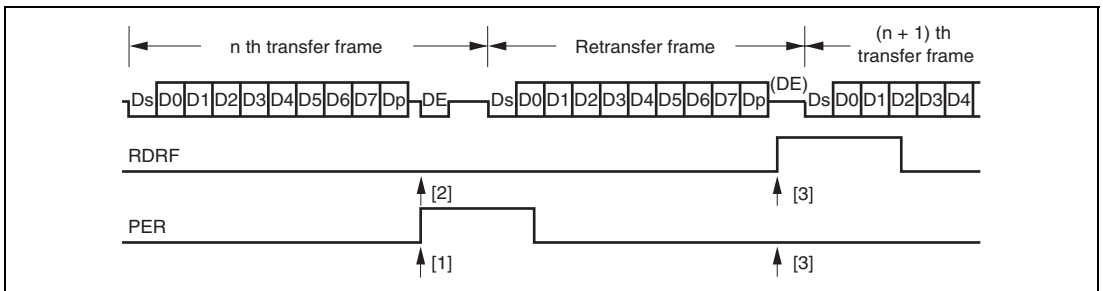 n th transfer frame
Retransfer frame
(n + 1) th
transfer frame
Ds D0 D1 D2 D3 D4 D5 D6 D7 Dp DE
Ds D0 D1 D2 D3 D4 D5 D6 D7 Dp (DE)
Ds D0 D1 D2 D3 D4
RDRF
[2]
[3]
PER
[1]
[3]